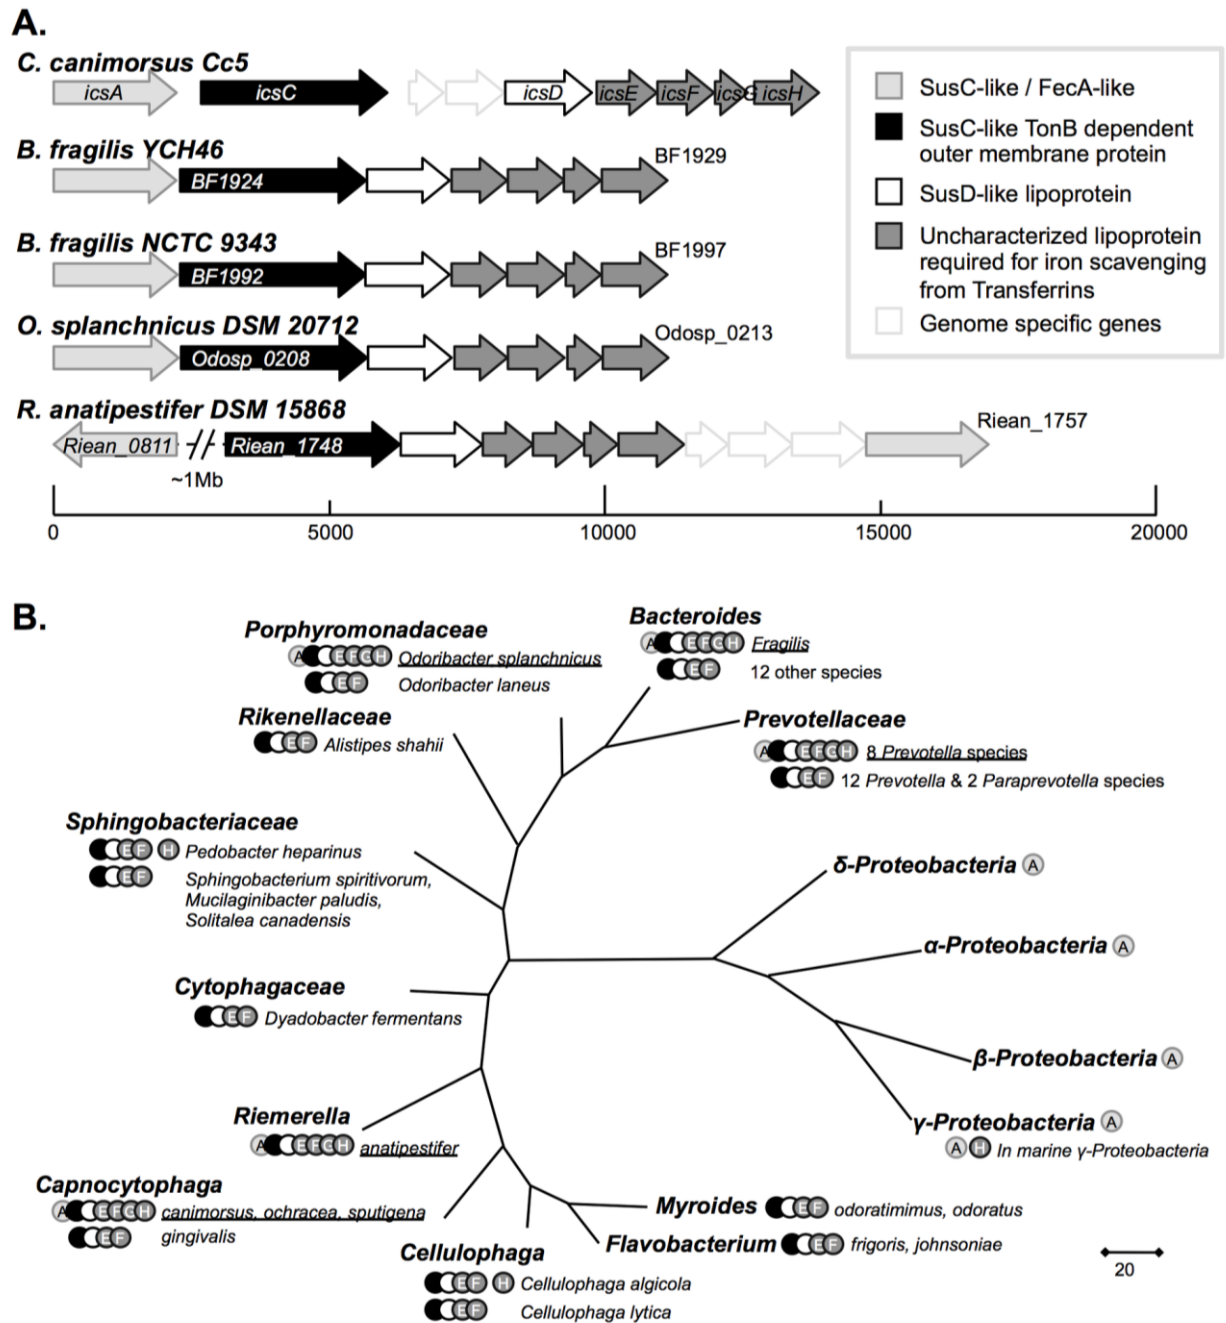 A.
C. canimorsus Cc5
icsA
icsC
icsD
icsE
icsF
icsG
icsH
B. fragilis YCH46
BF1924
BF1929
B. fragilis NCTC 9343
BF1992
BF1997
O. splanchnicus DSM 20712
Odosp_0208
Odosp_0213
R. anatipestifer DSM 15868
Riean_0811
~1Mb
Riean_1748
Riean_1757
0
5000
10000
15000
20000
SusC-like / FecA-like
SusC-like TonB dependent
outer membrane protein
SusD-like lipoprotein
Uncharacterized lipoprotein
required for iron scavenging
from Transferrins
Genome specific genes
B.
Porphyromonadaceae
A E F G H Odoribacter splanchnicus
E F Odoribacter laneus
Bacteroides
A E F G H Fragilis
E F 12 other species
Rikenellaceae
E F Alistipes shahii
Prevotellaceae
A E F G H 8 Prevotella species
E F 12 Prevotella & 2 Paraprevotella species
Sphingobacteriaceae
E F H Pedobacter heparinus
E F Sphingobacterium spiritivorum,
Mucilaginibacter paludis,
Solitalea canadensis
δ-Proteobacteria A
α-Proteobacteria A
Cytophagaceae
E F Dyadobacter fermentans
β-Proteobacteria A
γ-Proteobacteria A
A H In marine γ-Proteobacteria
Riemerella
A E F G H anatipestifer
Capnocytophaga
A E F G H canimorsus, ochracea, sputigena
E F gingivalis
Myroides E F odoratimimus, odoratus
Flavobacterium E F frigoris, johnsoniae
Cellulophaga
E F H Cellulophaga algicola
E F Cellulophaga lytica
20